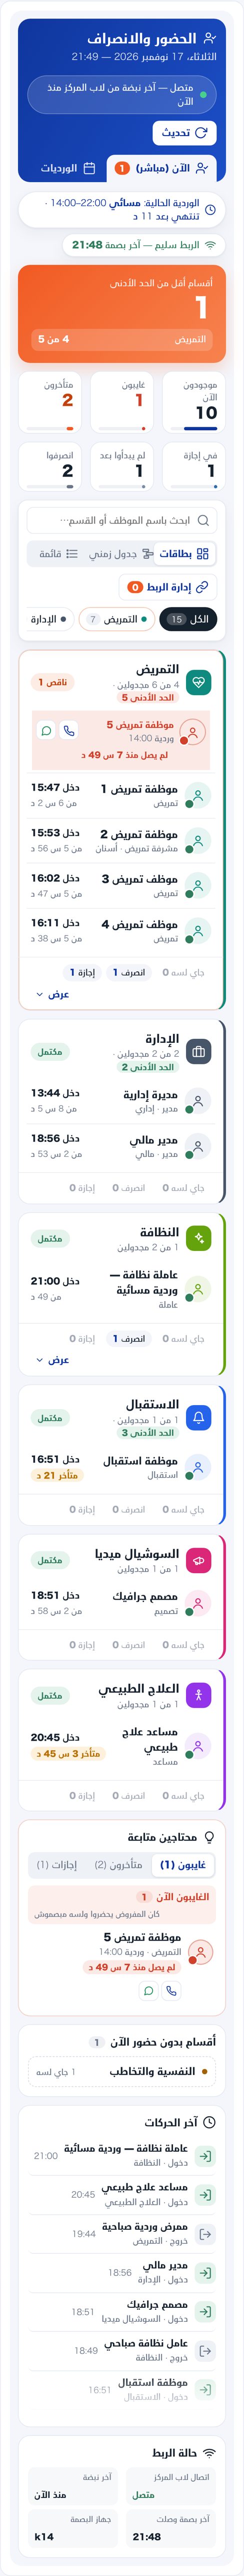 الحضور والانصراف
الثلاثاء، 17 نوفمبر 2026 — 21:49
متصل — آخر نبضة من لاب المركز منذ
الآن
تحديث
الآن (مباشر) 1
الورديات
الوردية الحالية: مسائي 22:00–14:00 ·
تنتهي بعد 11 د
الربط سليم — آخر بصمة 21:48
أقسام أقل من الحد الأدنى
1
التمريض 4 من 5
موجودون الآن 10
غايبون 1
متأخرون 2
في إجازة 1
لم يبدأوا بعد 1
انصرفوا 2
ابحث باسم الموظف أو القسم...
بطاقات جدول زمني قائمة
إدارة الربط 0
الكل 15 التمريض 7 الإدارة
التمريض
ناقص 1
4 من 6 مجدولين ·
الحد الأدنى 5
موظفة تمريض 5
وردية 14:00
لم يصل منذ 7 س 49 د
موظفة تمريض 1 دخل 15:47
تمريض من 6 س 2 د
موظفة تمريض 2 دخل 15:53
مشرفة تمريض · أسنان من 5 س 56 د
موظف تمريض 3 دخل 16:02
تمريض من 5 س 47 د
موظف تمريض 4 دخل 16:11
تمريض من 5 س 38 د
جاي لسه 0 انصرف 1 إجازة 1
عرض
الإدارة
مكتمل
2 من 2 مجدولين ·
الحد الأدنى 2
مديرة إدارية دخل 13:44
مدير · إداري من 8 س 5 د
مدير مالي دخل 18:56
مدير · مالي من 2 س 53 د
جاي لسه 0 انصرف 0 إجازة 0
النظافة
مكتمل
1 من 2 مجدولين
عاملة نظافة — دخل 21:00
وردية مسائية من 49 د
عاملة
جاي لسه 0 انصرف 1 إجازة 0
عرض
الاستقبال
مكتمل
1 من 1 مجدولين ·
الحد الأدنى 3
موظفة استقبال دخل 16:51
استقبال متأخر 21 د
جاي لسه 0 انصرف 0 إجازة 0
السوشيال ميديا
مكتمل
1 من 1 مجدولين
مصمم جرافيك دخل 18:51
تصميم من 2 س 58 د
جاي لسه 0 انصرف 0 إجازة 0
العلاج الطبيعي
مكتمل
1 من 1 مجدولين
مساعد علاج دخل 20:45
طبيعي متأخر 3 س 45 د
مساعد
جاي لسه 0 انصرف 0 إجازة 0
محتاجين متابعة
غايبون (1) متأخرون (2) إجازات (1)
الغايبون الآن 1
كان المفروض يحضروا ولسه مبصموش
موظفة تمريض 5
التمريض · وردية 14:00
لم يصل منذ 7 س 49 د
أقسام بدون حضور الآن 1
النفسية والتخاطب 1 جاي لسه
آخر الحركات
عاملة نظافة — وردية مسائية 21:00
دخول · النظافة
مساعد علاج طبيعي 20:45
دخول · العلاج الطبيعي
ممرض وردية صباحية 19:44
خروج · التمريض
مدير مالي 18:56
دخول · الإدارة
مصمم جرافيك 18:51
دخول · السوشيال ميديا
عامل نظافة صباحي 18:49
خروج · النظافة
موظفة استقبال 16:51
دخول · الاستقبال
حالة الربط
اتصال لاب المركز آخر نبضة
متصل منذ الآن
آخر بصمة وصلت جهاز البصمة
21:48 k14